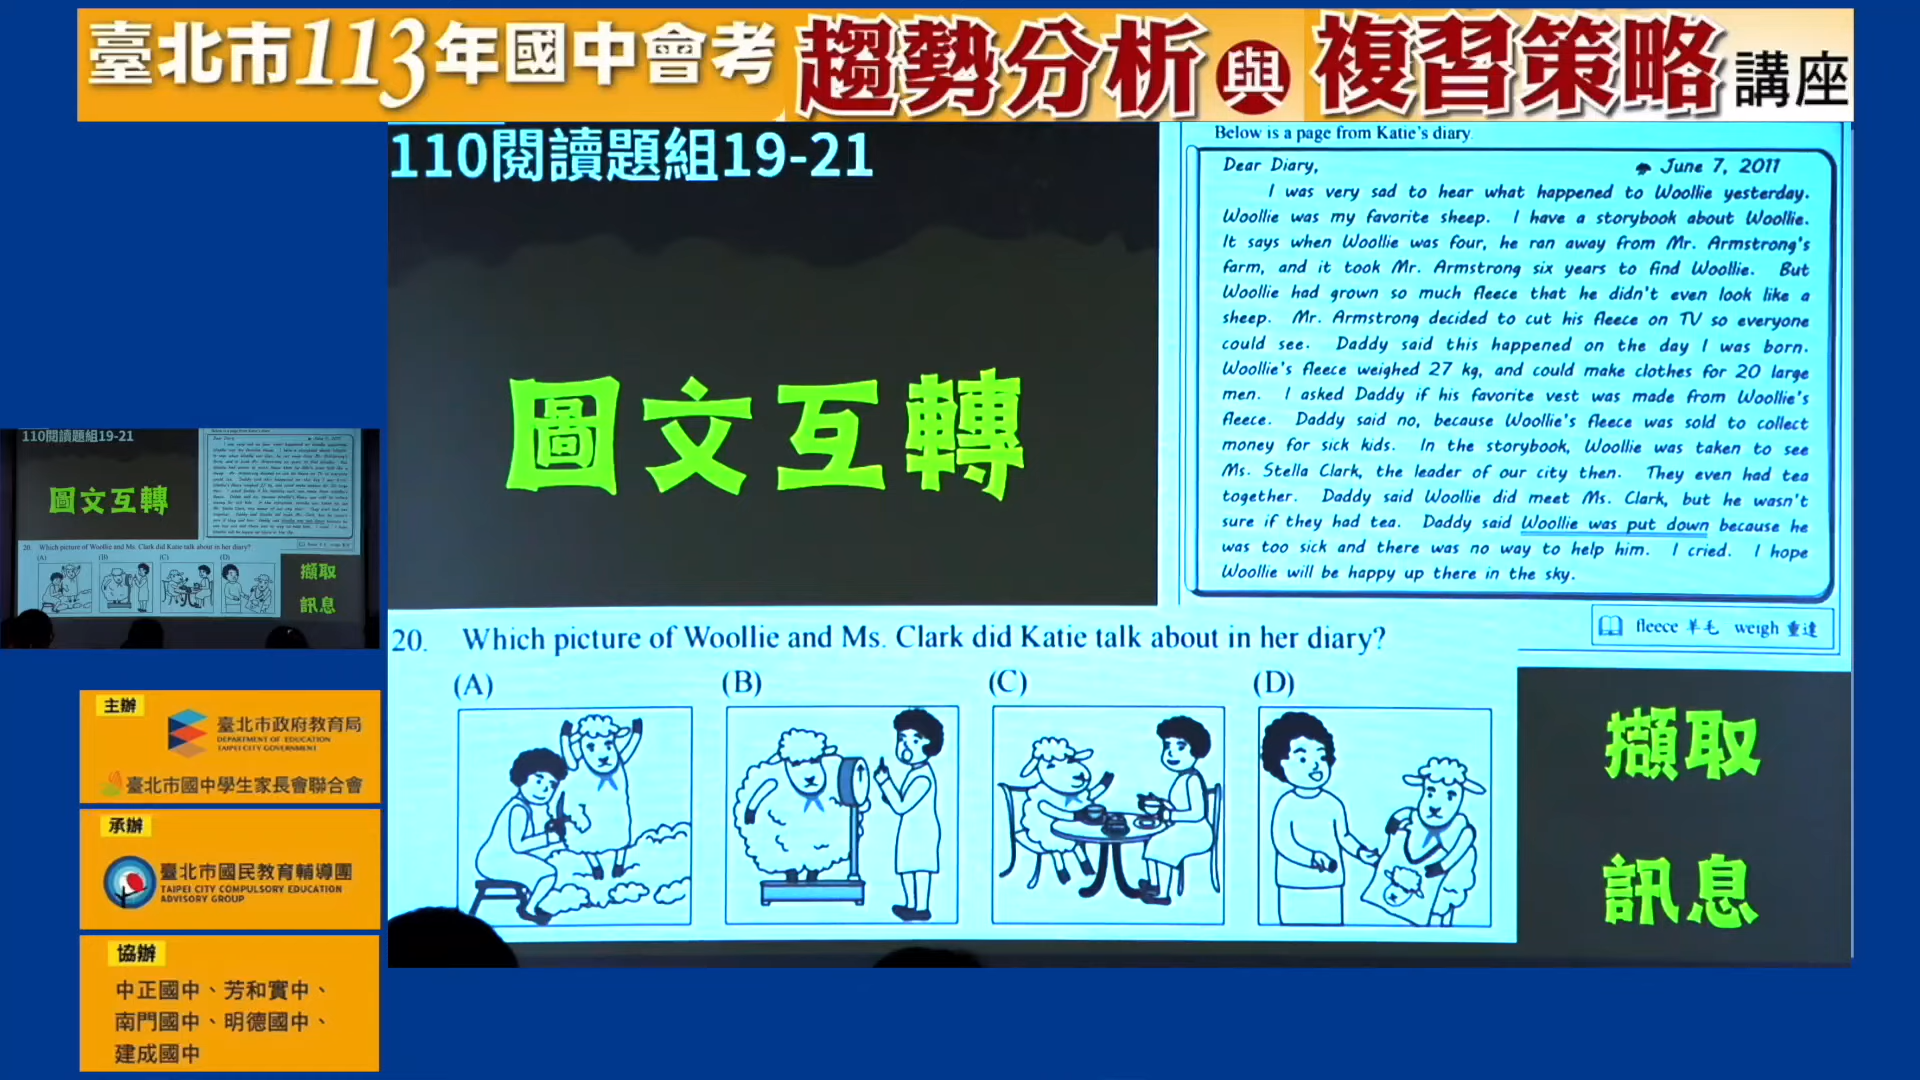 臺北市113年國中會考 趨勢分析與複習策略講座
110閱讀題組19-21
圖文互轉
Below is a page from Katie's diary.
Dear Diary,
June 7, 2011
I was very sad to hear what happened to Woollie yesterday.
Woollie was my favorite sheep. I have a storybook about Woollie.
It says when Woollie was four, he ran away from Mr. Armstrong's
farm, and it took Mr. Armstrong six years to find Woollie. But
Woollie had grown so much fleece that he didn't even look like a
sheep. Mr. Armstrong decided to cut his fleece on TV so everyone
could see. Daddy said this happened on the day I was born.
Woollie's fleece weighed 27 kg, and could make clothes for 20 large
men. I asked Daddy if his favorite vest was made from Woollie's
fleece. Daddy said no, because Woollie's fleece was sold to collect
money for sick kids. In the storybook, Woollie was taken to see
Ms. Stella Clark, the leader of our city then. They even had tea
together. Daddy said Woollie did meet Ms. Clark, but he wasn't
sure if they had tea. Daddy said Woollie was put down because he
was too sick and there was no way to help him. I cried. I hope
Woollie will be happy up there in the sky.
fleece 羊毛 weigh 重達
20. Which picture of Woollie and Ms. Clark did Katie talk about in her diary?
(A) (B) (C) (D)
擷取
訊息
110閱讀題組19-21
圖文互轉
20. Which picture of Woollie and Ms. Clark did Katie talk about in her diary?
(A) (B) (C) (D)
擷取
訊息
主辦
臺北市政府教育局
DEPARTMENT OF EDUCATION
TAIPEI CITY GOVERNMENT
臺北市國中學生家長會聯合會
承辦
臺北市國民教育輔導團
TAIPEI CITY COMPULSORY EDUCATION
ADVISORY GROUP
協辦
中正國中、芳和實中、
南門國中、明德國中、
建成國中